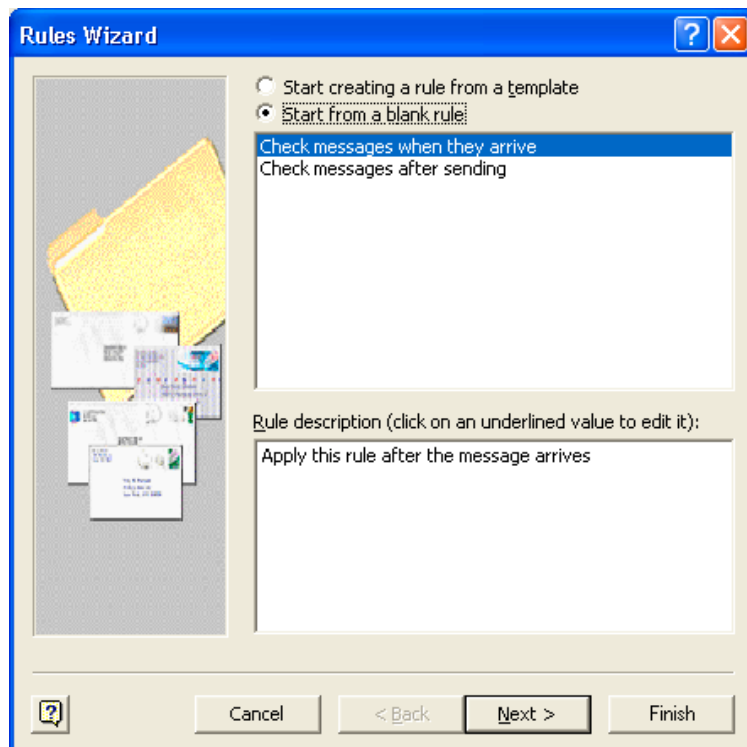 Rules Wizard
Start creating a rule from a template
Start from a blank rule
Check messages when they arrive
Check messages after sending
Rule description (click on an underlined value to edit it):
Apply this rule after the message arrives
Cancel
< Back
Next >
Finish